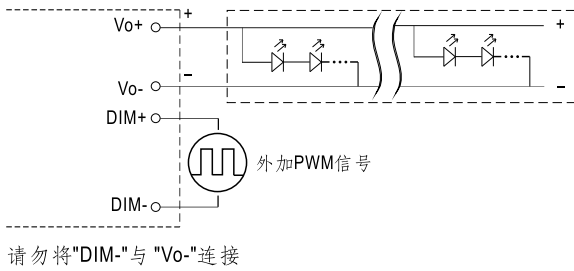 Vo+
+
+
Vo-
−
−
DIM+
外加PWM信号
DIM-
请勿将"DIM-"与 "Vo-"连接